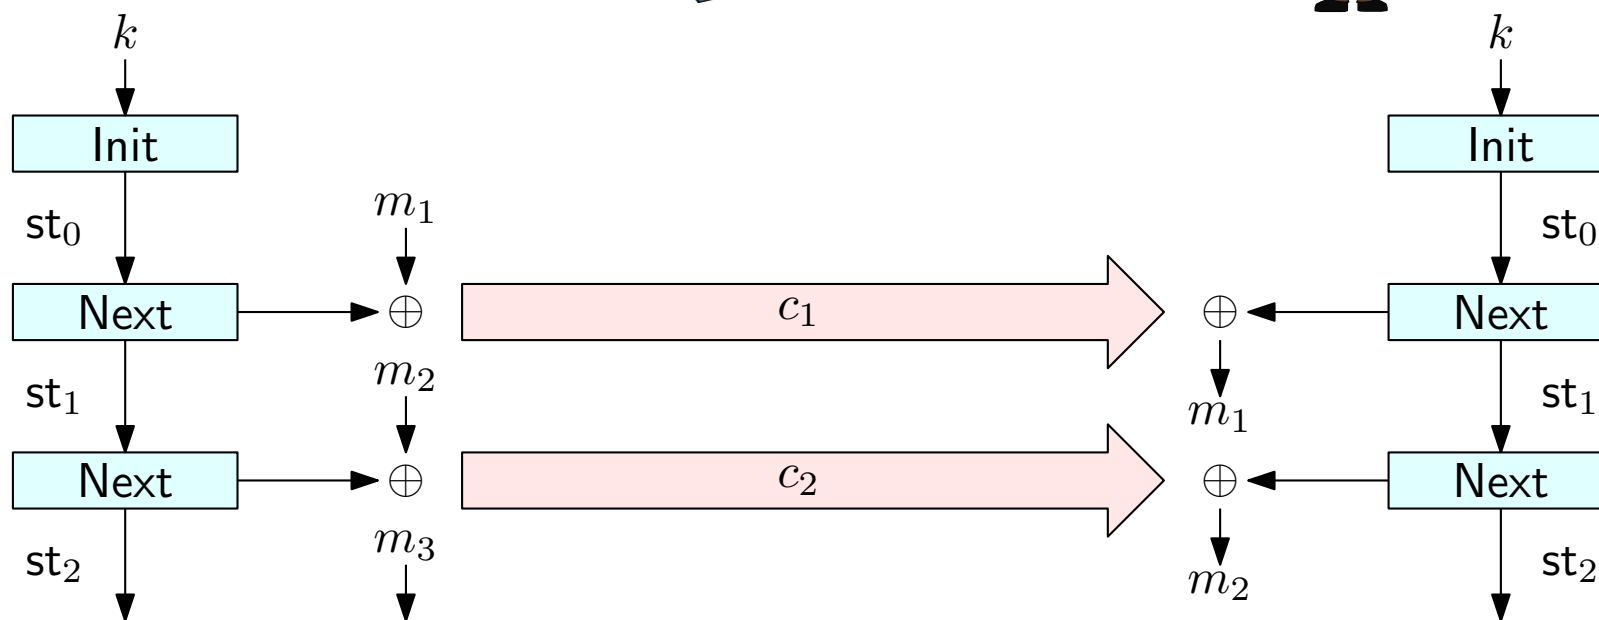 k k
Init Init
m₁
st₀ st₀
Next c₁ Next
m₂
st₁ m₁ st₁
Next c₂ Next
m₃
st₂ m₂ st₂